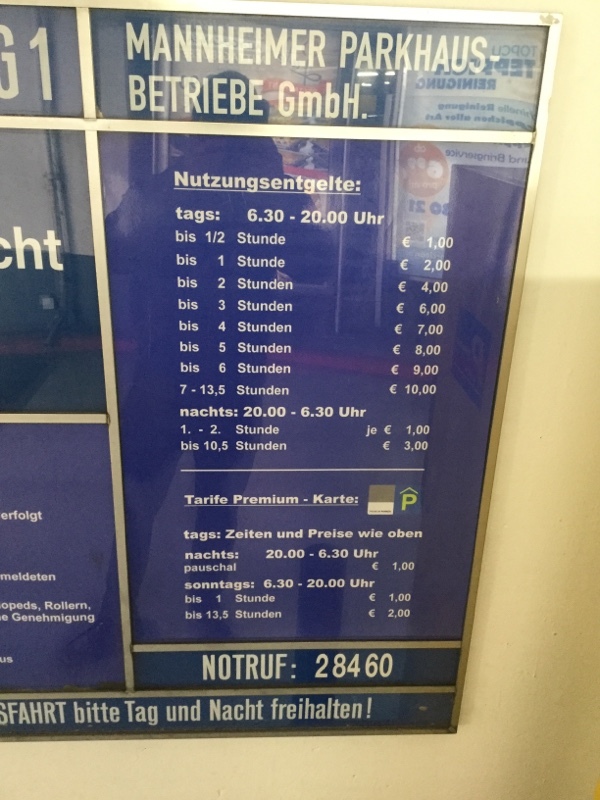 G1
MANNHEIMER PARKHAUS-
BETRIEBE GmbH.
cht
erfolgt
meldeten
opeds, Rollern,
e Genehmigung
us
Nutzungsentgelte:
tags: 6.30 - 20.00 Uhr
bis 1/2 Stunde € 1,00
bis 1 Stunde € 2,00
bis 2 Stunden € 4,00
bis 3 Stunden € 6,00
bis 4 Stunden € 7,00
bis 5 Stunden € 8,00
bis 6 Stunden € 9,00
7 - 13,5 Stunden € 10,00
nachts: 20.00 - 6.30 Uhr
1. - 2. Stunde je € 1,00
bis 10,5 Stunden € 3,00
Tarife Premium - Karte: P
tags: Zeiten und Preise wie oben
nachts: 20.00 - 6.30 Uhr
pauschal € 1,00
sonntags: 6.30 - 20.00 Uhr
bis 1 Stunde € 1,00
bis 13,5 Stunden € 2,00
NOTRUF: 28460
SFAHRT bitte Tag und Nacht freihalten!